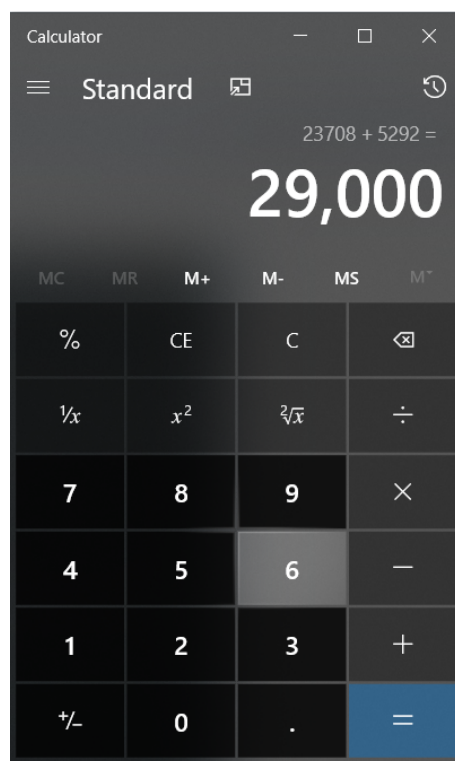 Calculator
Standard
23708 + 5292 =
29,000
MC MR M+ M- MS M˅
% CE C
¹/x x² ²√x ÷
7 8 9 ×
4 5 6 −
1 2 3 +
+/− 0 . =